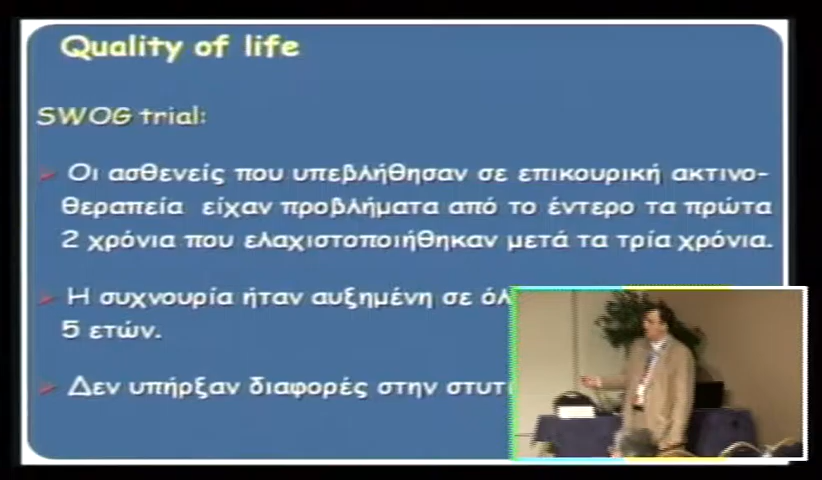 Quality of life
SWOG trial:
Οι ασθενείς που υπεβλήθησαν σε επικουρική ακτινο-
θεραπεία είχαν προβλήματα από το έντερο τα πρώτα
2 χρόνια που ελαχιστοποιήθηκαν μετά τα τρία χρόνια.
Η συχνουρία ήταν αυξημένη σε
5 ετών.
Δεν υπήρξαν διαφορές στην